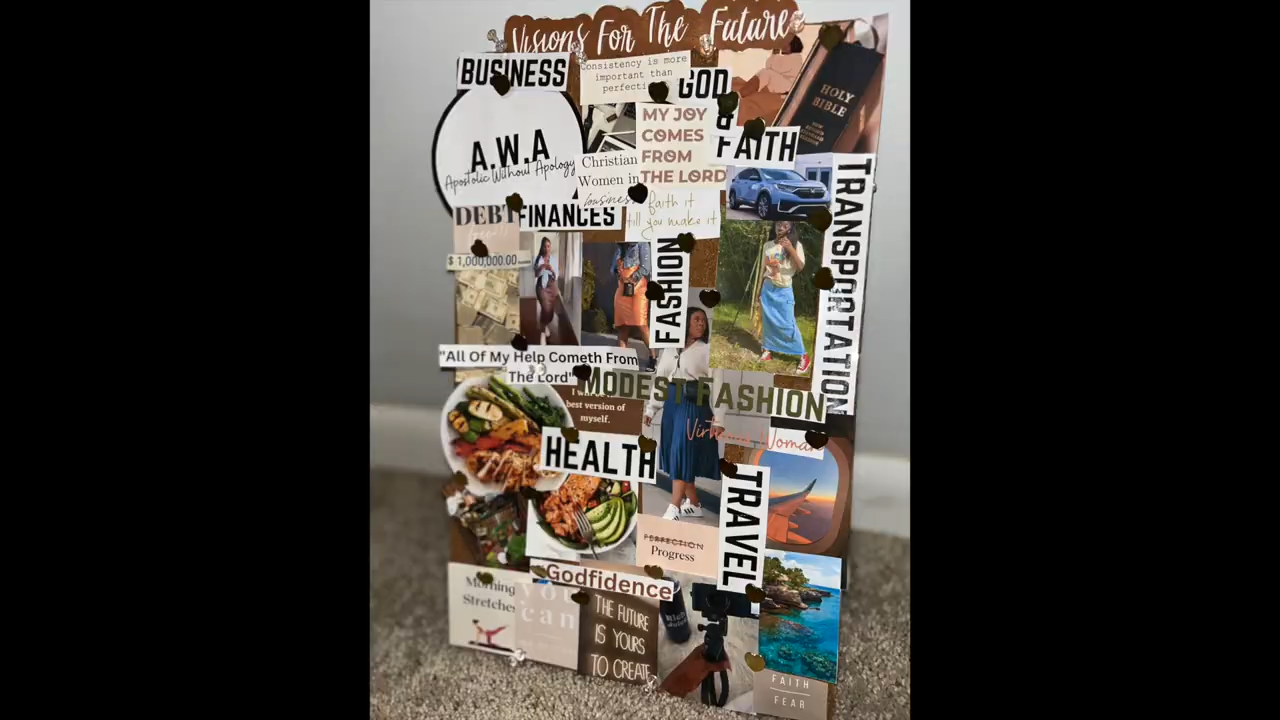 Visions For The Future
BUSINESS
Consistency is more
important than
GOD
&
FAITH
HOLY
BIBLE
A.W.A
Apostolic Without Apology
MY JOY
COMES
FROM
THE LORD
Christian
Women in
business
faith it
till you make it
TRANSPORTATION
DEBT
FINANCES
$ 1,000,000.00
FASHION
"All Of My Help Cometh From
The Lord"
best version of
myself.
MODEST FASHION
Virtuous Woman
HEALTH
TRAVEL
PERFECTION
Progress
"Godfidence
Morning
Stretches
you
can
THE FUTURE
IS YOURS
TO CREATE
FAITH
FEAR